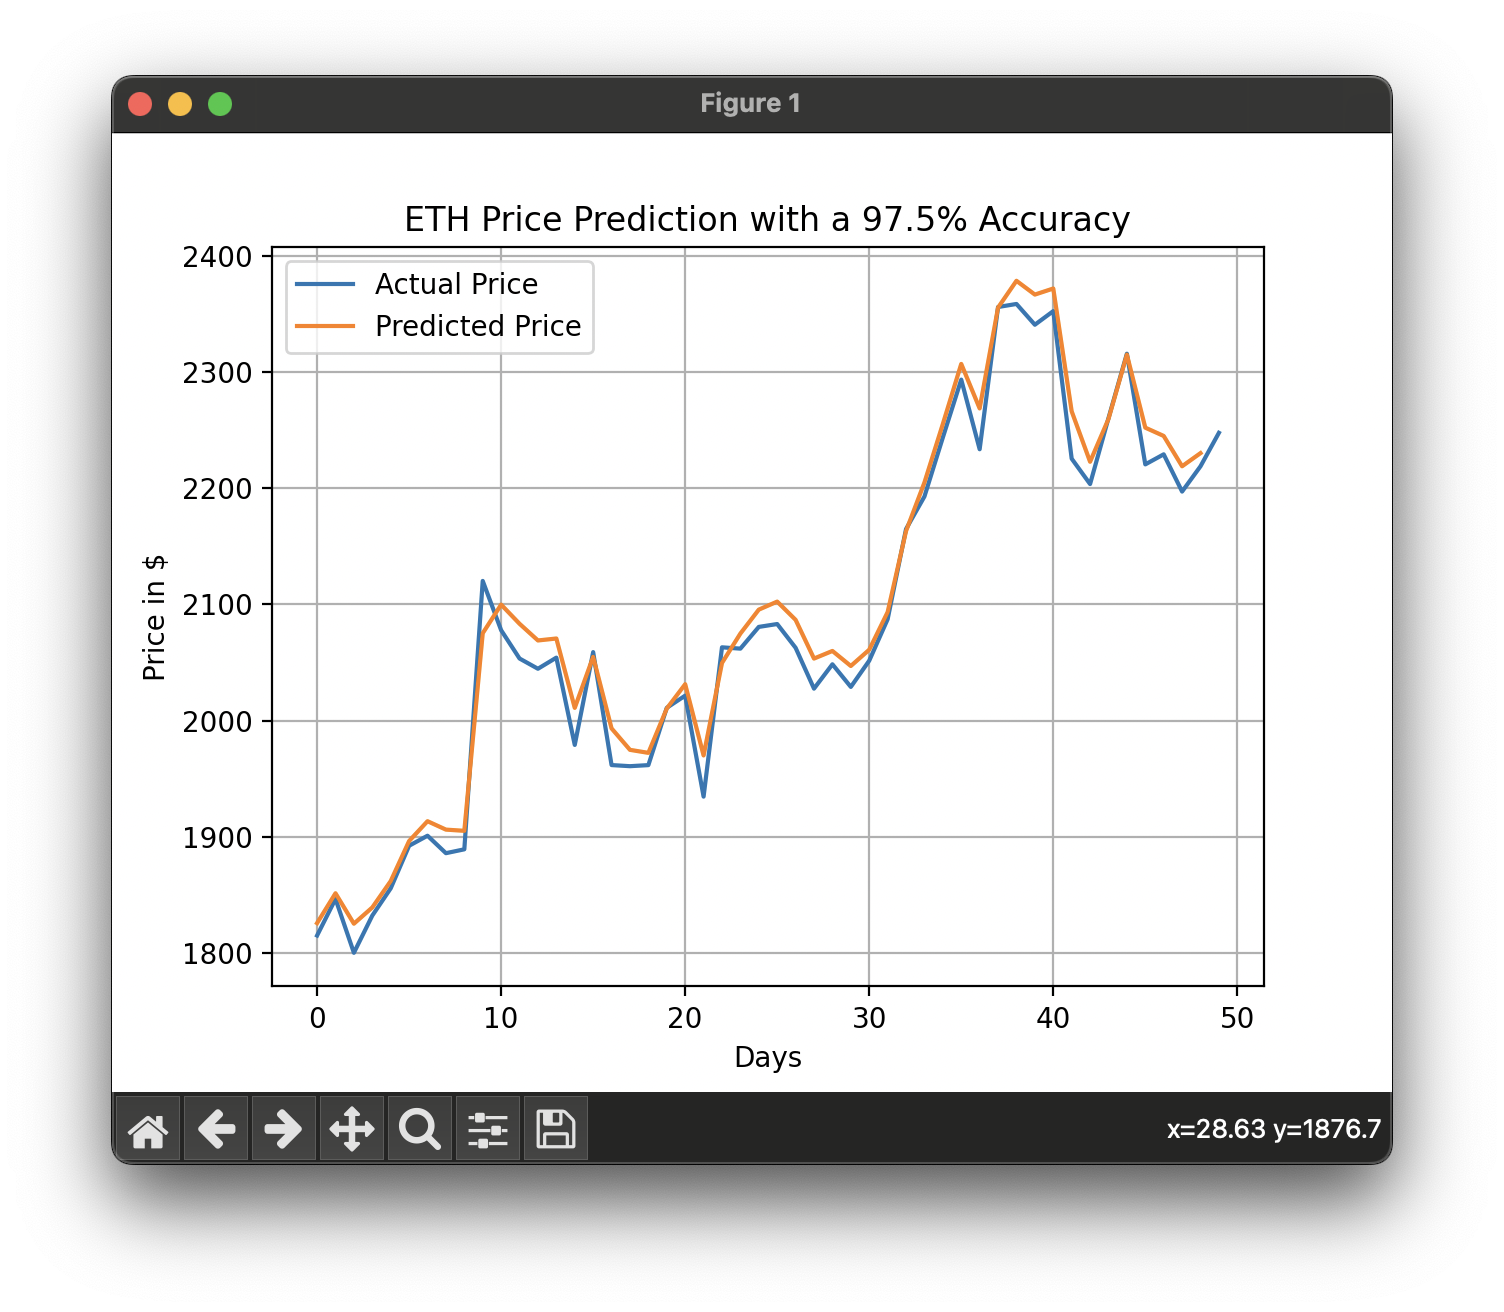 Figure 1
ETH Price Prediction with a 97.5% Accuracy
Actual Price
Predicted Price
Price in $
2400
2300
2200
2100
2000
1900
1800
0 10 20 30 40 50
Days
x=28.63 y=1876.7